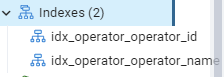 Indexes (2)
idx_operator_operator_id
idx_operator_operator_name